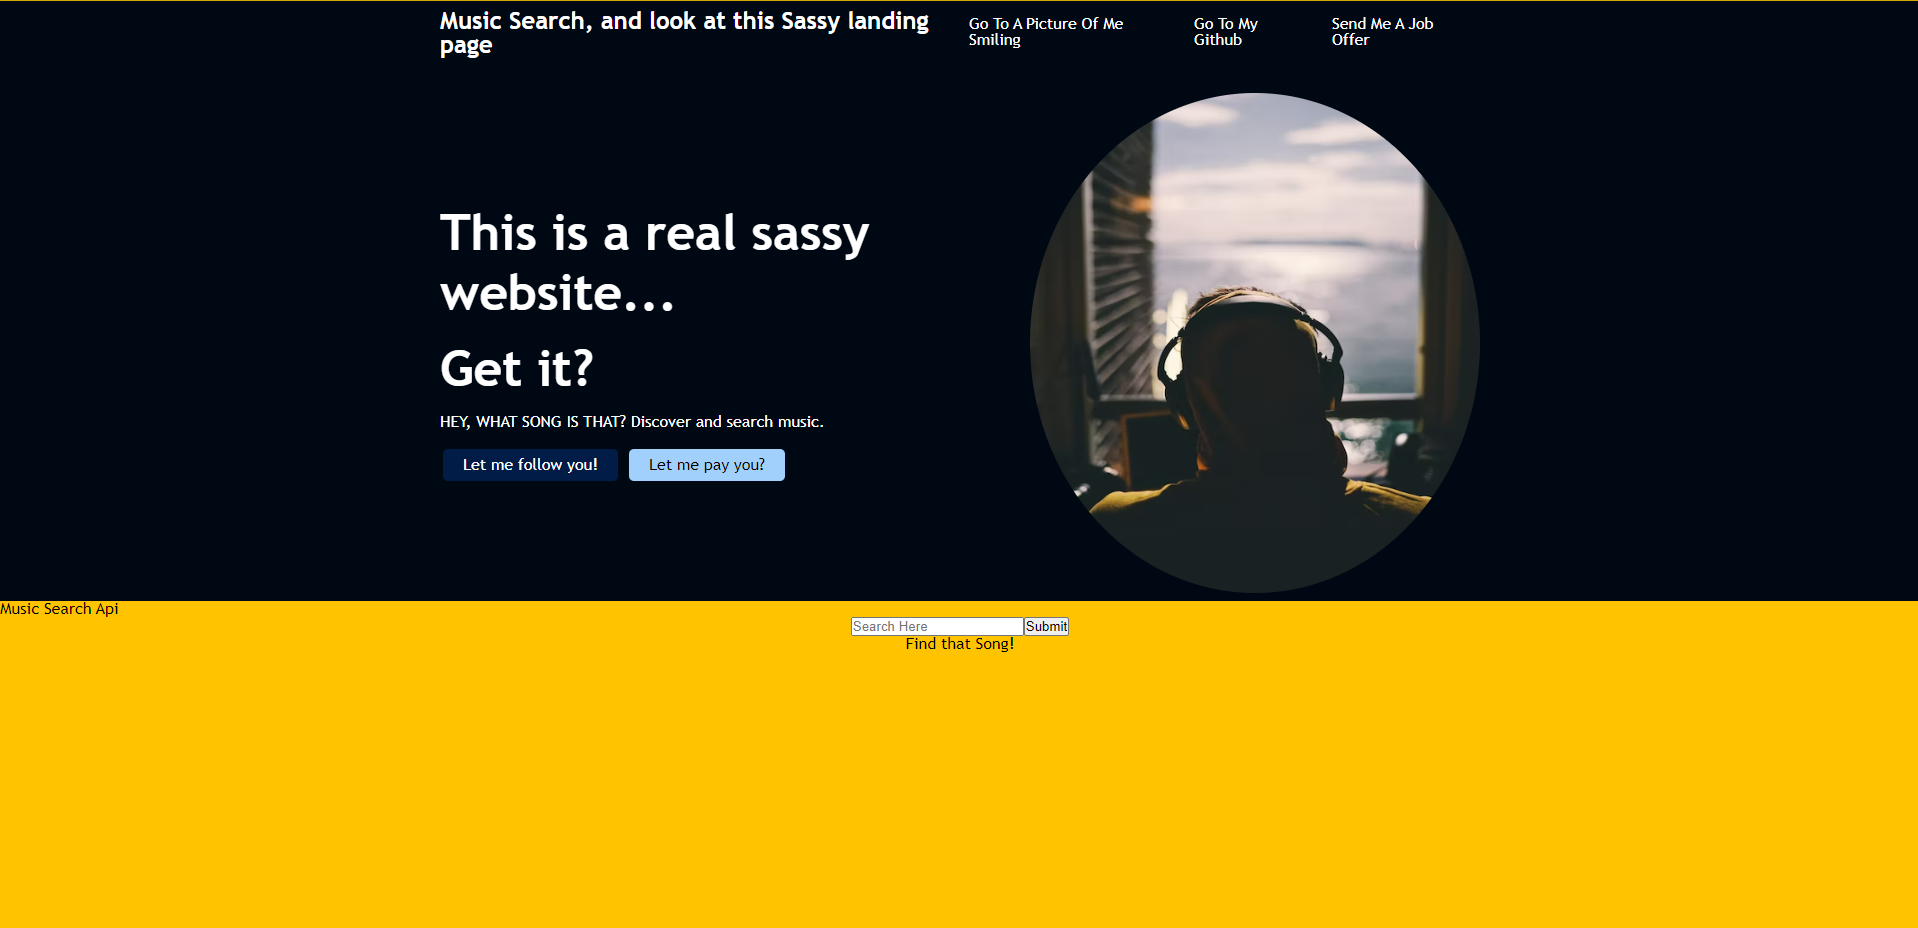 Music Search, and look at this Sassy landing
page
Go To A Picture Of Me
Smiling
Go To My
Github
Send Me A Job
Offer
This is a real sassy
website...
Get it?
HEY, WHAT SONG IS THAT? Discover and search music.
Let me follow you!
Let me pay you?
Music Search Api
Search Here
Submit
Find that Song!